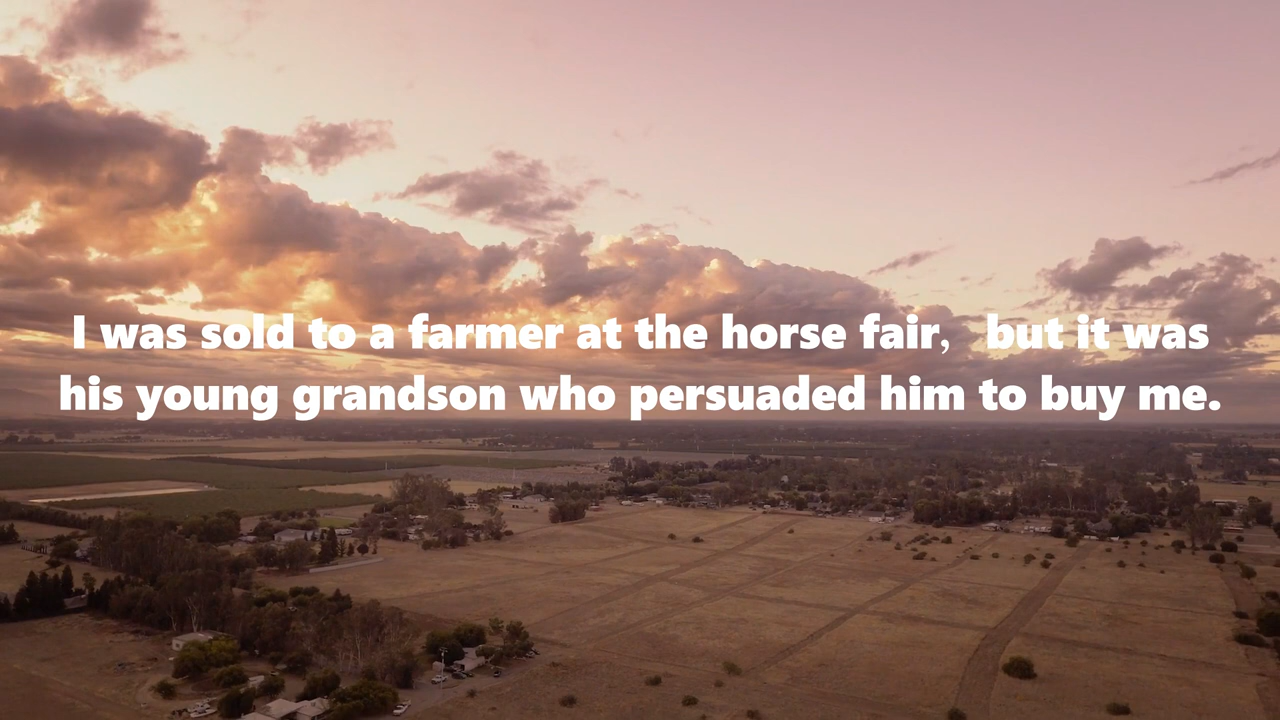 I was sold to a farmer at the horse fair， but it was
his young grandson who persuaded him to buy me.